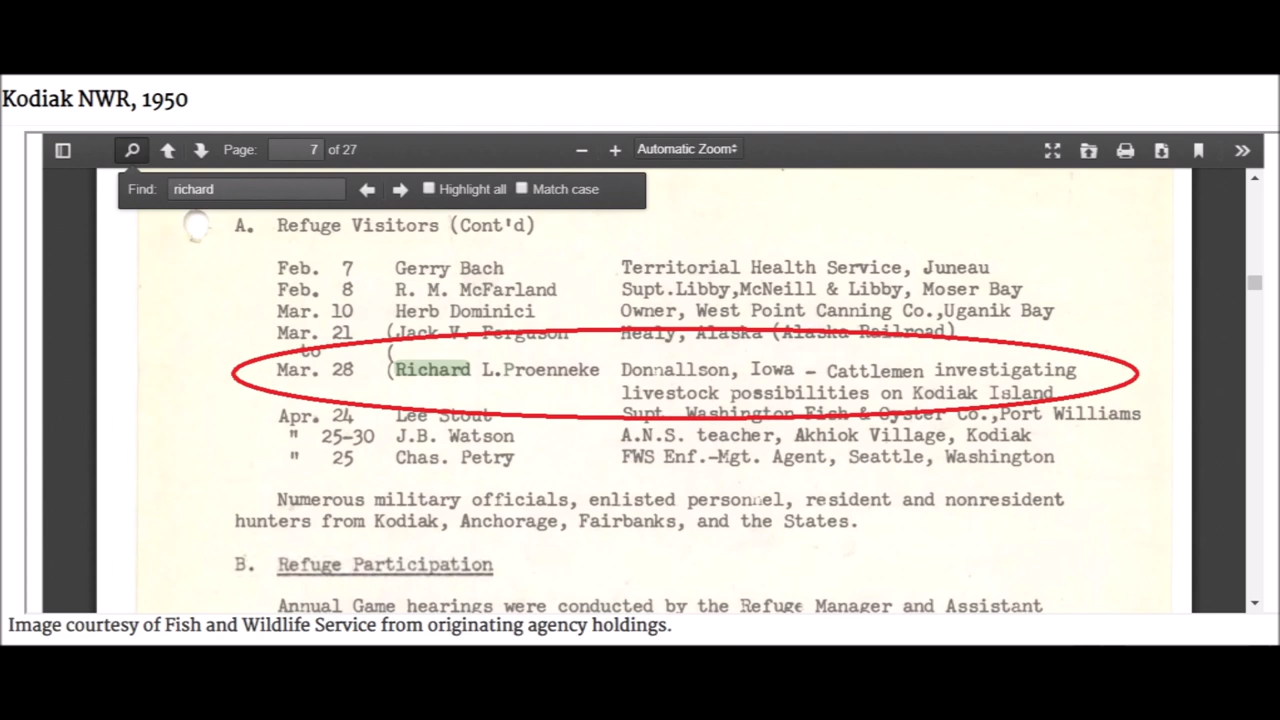 Kodiak NWR, 1950
Page: 7 of 27
Automatic Zoom
Find: richard
Highlight all
Match case
A. Refuge Visitors (Cont'd)
Feb. 7 Gerry Bach Territorial Health Service, Juneau
Feb. 8 R. M. McFarland Supt.Libby,McNeill & Libby, Moser Bay
Mar. 10 Herb Dominici Owner, West Point Canning Co.,Uganik Bay
Mar. 21 (Jack V. Ferguson Healy, Alaska (Alaska Railroad)
to (
Mar. 28 (Richard L.Proenneke Donnallson, Iowa - Cattlemen investigating
livestock possibilities on Kodiak Island
Apr. 24 Lee Stout Supt. Washington Fish & Oyster Co.,Port Williams
" 25-30 J.B. Watson A.N.S. teacher, Akhiok Village, Kodiak
" 25 Chas. Petry FWS Enf.-Mgt. Agent, Seattle, Washington
Numerous military officials, enlisted personnel, resident and nonresident
hunters from Kodiak, Anchorage, Fairbanks, and the States.
B. Refuge Participation
Annual Game hearings were conducted by the Refuge Manager and Assistant
Image courtesy of Fish and Wildlife Service from originating agency holdings.